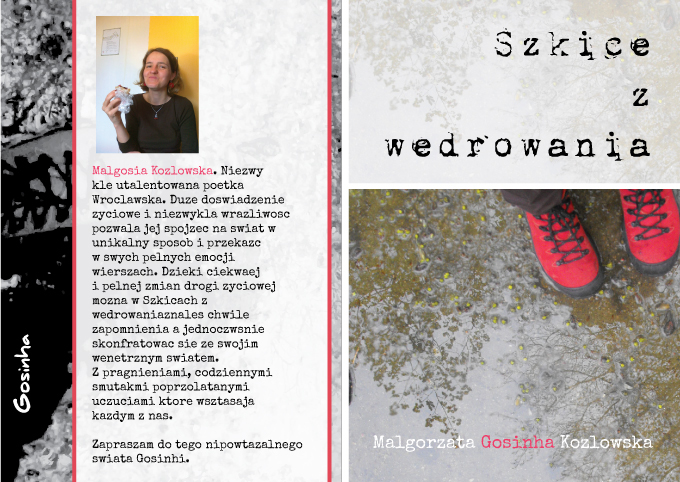 Malgosia Kozlowska. Niezwy
kle utalentowana poetka
Wroclawska. Duze doswiadzenie
zyciowe i niezwykla wrazliwosc
pozwala jej spojzec na swiat w
unikalny sposob i przekazc
w swych pelnych emocji
wierszach. Dzieki ciekwaej
i pelnej zmian drogi zyciowej
mozna w Szkicach z
wedrowaniaznales chwile
zapomnienia a jednoczwsnie
skonfratowac sie ze swojim
wenetrznym swiatem.
Z pragnieniami, codziennymi
smutakmi poprzolatanymi
uczuciami ktore wsztasaja
kazdym z nas.
Zapraszam do tego nipowtazalnego
swiata Gosinhi.
Gosinha
Szkice
z
wedrowania
Malgorzata Gosinha Kozlowska